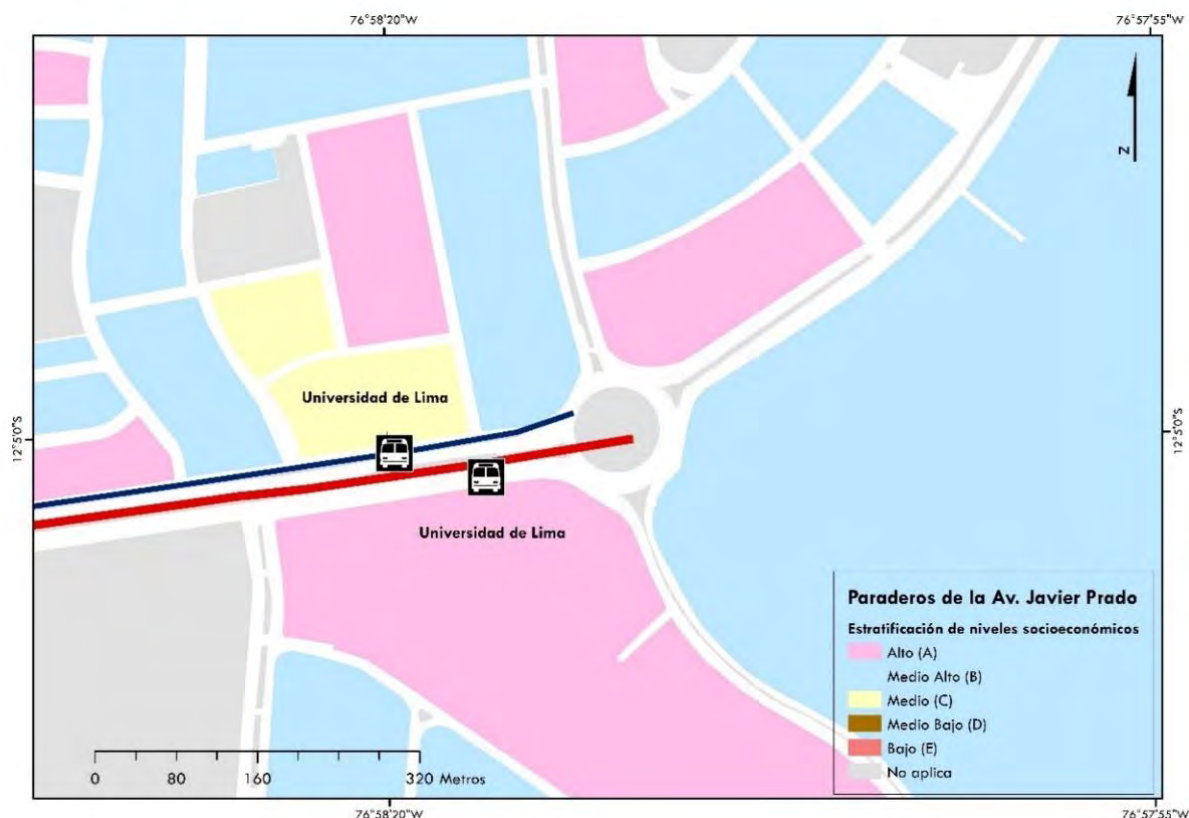 76°58'20"W
76°57'55"W
N
12°5'0"S
12°5'0"S
Universidad de Lima
Universidad de Lima
Paraderos de la Av. Javier Prado
Estratificación de niveles socioeconómicos
Alto (A)
Medio Alto (B)
Medio (C)
Medio Bajo (D)
Bajo (E)
No aplica
0 80 160 320 Metros
76°58'20"W
76°57'55"W